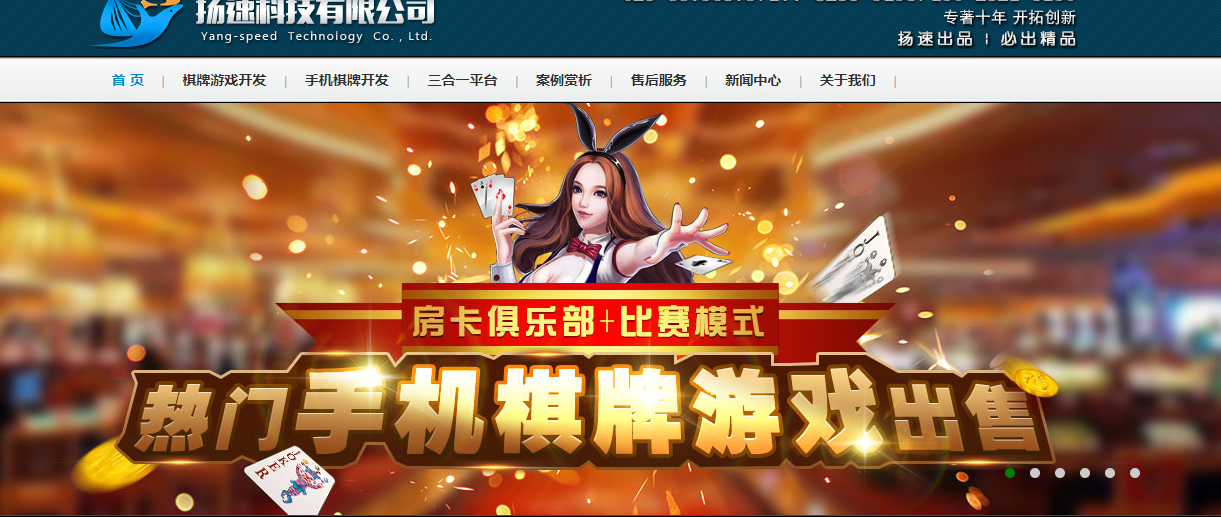 扬速科技有限公司
Yang-speed Technology Co. , Ltd.
专著十年 开拓创新
扬速出品 | 必出精品
首 页 | 棋牌游戏开发 | 手机棋牌开发 | 三合一平台 | 案例赏析 | 售后服务 | 新闻中心 | 关于我们 |
房卡俱乐部+比赛模式
热门手机棋牌游戏出售
JOKER